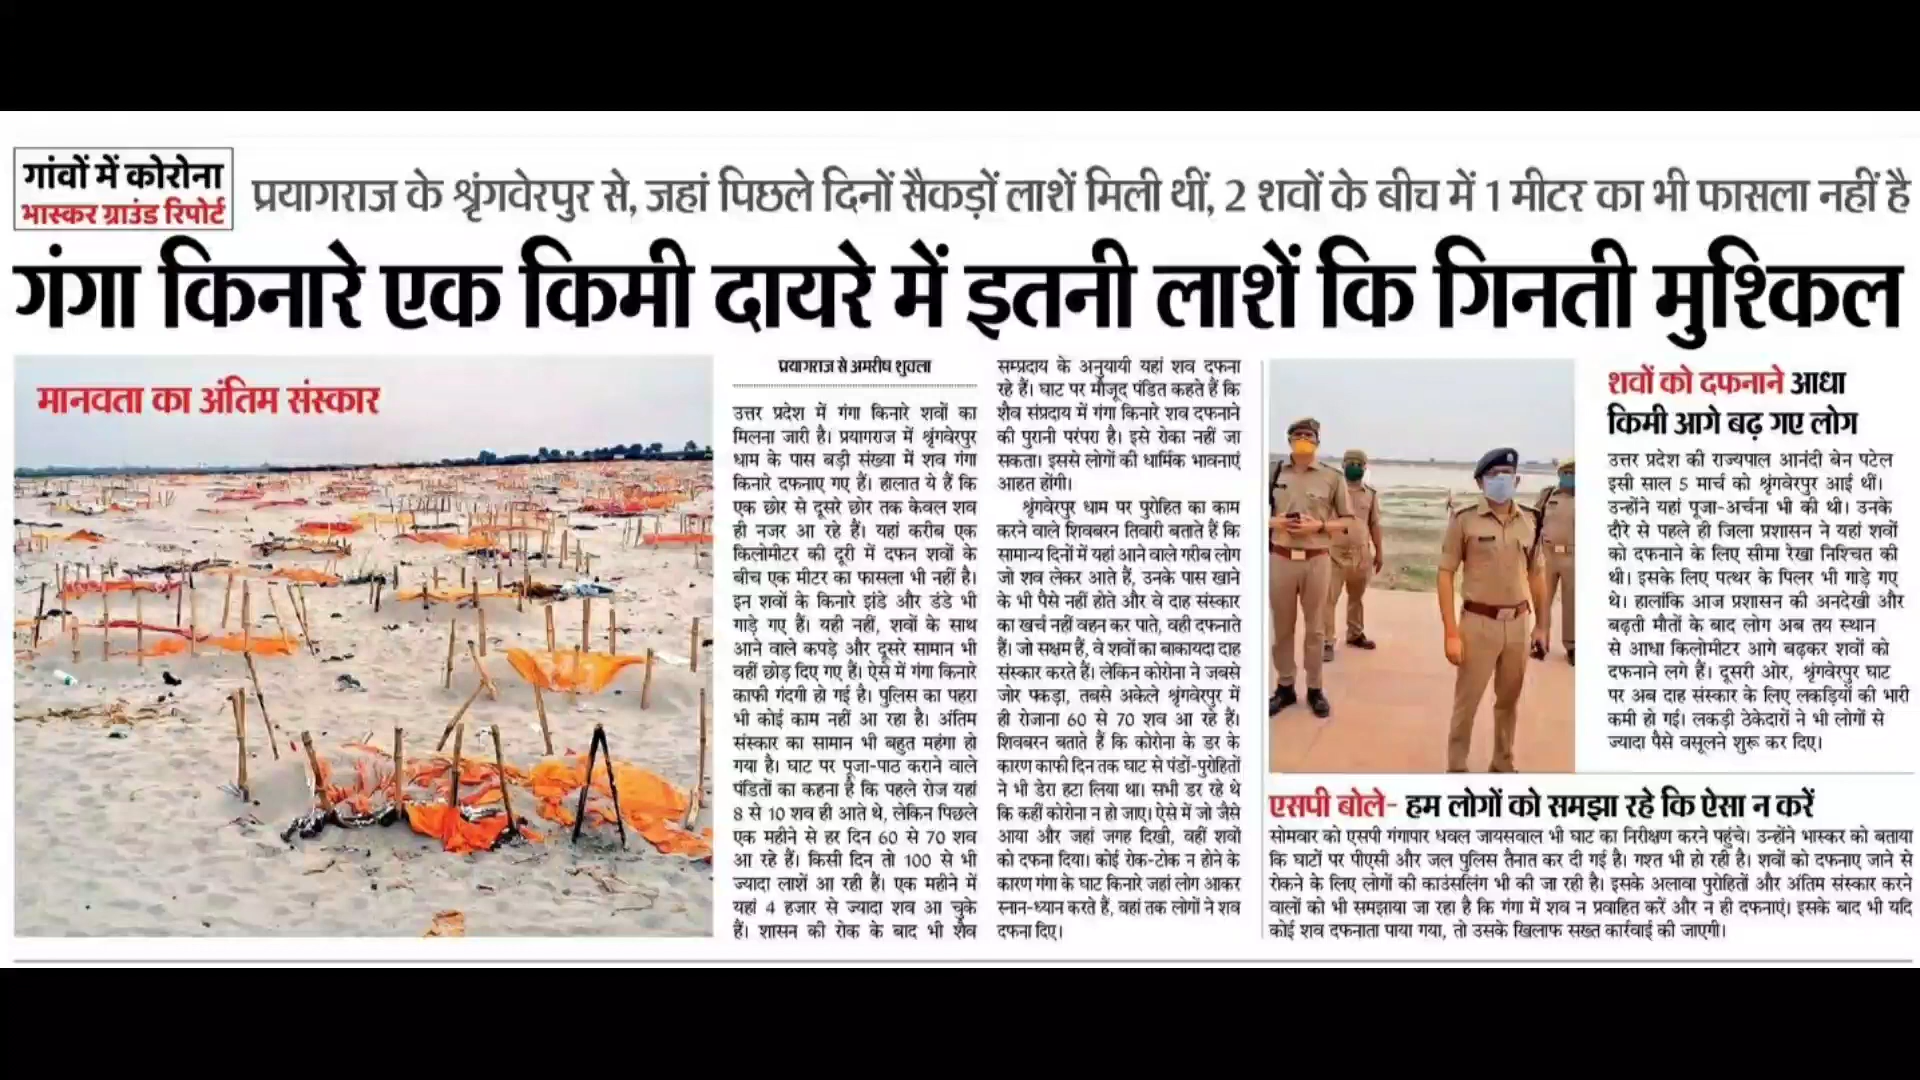 गांवों में कोरोना
भास्कर ग्राउंड रिपोर्ट
प्रयागराज के श्रृंगवेरपुर से, जहां पिछले दिनों सैकड़ों लाशें मिली थीं, 2 शवों के बीच में 1 मीटर का भी फासला नहीं है
गंगा किनारे एक किमी दायरे में इतनी लाशें कि गिनती मुश्किल
मानवता का अंतिम संस्कार
प्रयागराज से अमरीष शुक्ला
उत्तर प्रदेश में गंगा किनारे शवों का
मिलना जारी है। प्रयागराज में श्रृंगवेरपुर
धाम के पास बड़ी संख्या में शव गंगा
किनारे दफनाए गए हैं। हालात ये हैं कि
एक छोर से दूसरे छोर तक केवल शव
ही नजर आ रहे हैं। यहां करीब एक
किलोमीटर की दूरी में दफन शवों के
बीच एक मीटर का फासला भी नहीं है।
इन शवों के किनारे झंडे और डंडे भी
गाड़े गए हैं। यही नहीं, शवों के साथ
आने वाले कपड़े और दूसरे सामान भी
वहीं छोड़ दिए गए हैं। ऐसे में गंगा किनारे
काफी गंदगी हो गई है। पुलिस का पहरा
भी कोई काम नहीं आ रहा है। अंतिम
संस्कार का सामान भी बहुत महंगा हो
गया है। घाट पर पूजा-पाठ कराने वाले
पंडितों का कहना है कि पहले रोज यहां
8 से 10 शव ही आते थे, लेकिन पिछले
एक महीने से हर दिन 60 से 70 शव
आ रहे हैं। किसी दिन तो 100 से भी
ज्यादा लाशें आ रही हैं। एक महीने में
यहां 4 हजार से ज्यादा शव आ चुके
हैं। शासन की रोक के बाद भी शैव
सम्प्रदाय के अनुयायी यहां शव दफना
रहे हैं। घाट पर मौजूद पंडित कहते हैं कि
शैव संप्रदाय में गंगा किनारे शव दफनाने
की पुरानी परंपरा है। इसे रोका नहीं जा
सकता। इससे लोगों की धार्मिक भावनाएं
आहत होंगी।
श्रृंगवेरपुर धाम पर पुरोहित का काम
करने वाले शिवबरन तिवारी बताते हैं कि
सामान्य दिनों में यहां आने वाले गरीब लोग
जो शव लेकर आते हैं, उनके पास खाने
के भी पैसे नहीं होते और वे दाह संस्कार
का खर्च नहीं वहन कर पाते, वही दफनाते
हैं। जो सक्षम हैं, वे शवों का बाकायदा दाह
संस्कार करते हैं। लेकिन कोरोना ने जबसे
जोर पकड़ा, तबसे अकेले श्रृंगवेरपुर में
ही रोजाना 60 से 70 शव आ रहे हैं।
शिवबरन बताते हैं कि कोरोना के डर के
कारण काफी दिन तक घाट से पंडों-पुरोहितों
ने भी डेरा हटा लिया था। सभी डर रहे थे
कि कहीं कोरोना न हो जाए। ऐसे में जो जैसे
आया और जहां जगह दिखी, वहीं शवों
को दफना दिया। कोई रोक-टोक न होने के
कारण गंगा के घाट किनारे जहां लोग आकर
स्नान-ध्यान करते हैं, वहां तक लोगों ने शव
दफना दिए।
शवों को दफनाने आधा
किमी आगे बढ़ गए लोग
उत्तर प्रदेश की राज्यपाल आनंदी बेन पटेल
इसी साल 5 मार्च को श्रृंगवेरपुर आई थीं।
उन्होंने यहां पूजा-अर्चना भी की थी। उनके
दौरे से पहले ही जिला प्रशासन ने यहां शवों
को दफनाने के लिए सीमा रेखा निश्चित की
थी। इसके लिए पत्थर के पिलर भी गाड़े गए
थे। हालांकि आज प्रशासन की अनदेखी और
बढ़ती मौतों के बाद लोग अब तय स्थान
से आधा किलोमीटर आगे बढ़कर शवों को
दफनाने लगे हैं। दूसरी ओर, श्रृंगवेरपुर घाट
पर अब दाह संस्कार के लिए लकड़ियों की भारी
कमी हो गई। लकड़ी ठेकेदारों ने भी लोगों से
ज्यादा पैसे वसूलने शुरू कर दिए।
एसपी बोले- हम लोगों को समझा रहे कि ऐसा न करें
सोमवार को एसपी गंगापार धवल जायसवाल भी घाट का निरीक्षण करने पहुंचे। उन्होंने भास्कर को बताया
कि घाटों पर पीएसी और जल पुलिस तैनात कर दी गई है। गश्त भी हो रही है। शवों को दफनाए जाने से
रोकने के लिए लोगों की काउंसलिंग भी की जा रही है। इसके अलावा पुरोहितों और अंतिम संस्कार करने
वालों को भी समझाया जा रहा है कि गंगा में शव न प्रवाहित करें और न ही दफनाएं। इसके बाद भी यदि
कोई शव दफनाता पाया गया, तो उसके खिलाफ सख्त कार्रवाई की जाएगी।